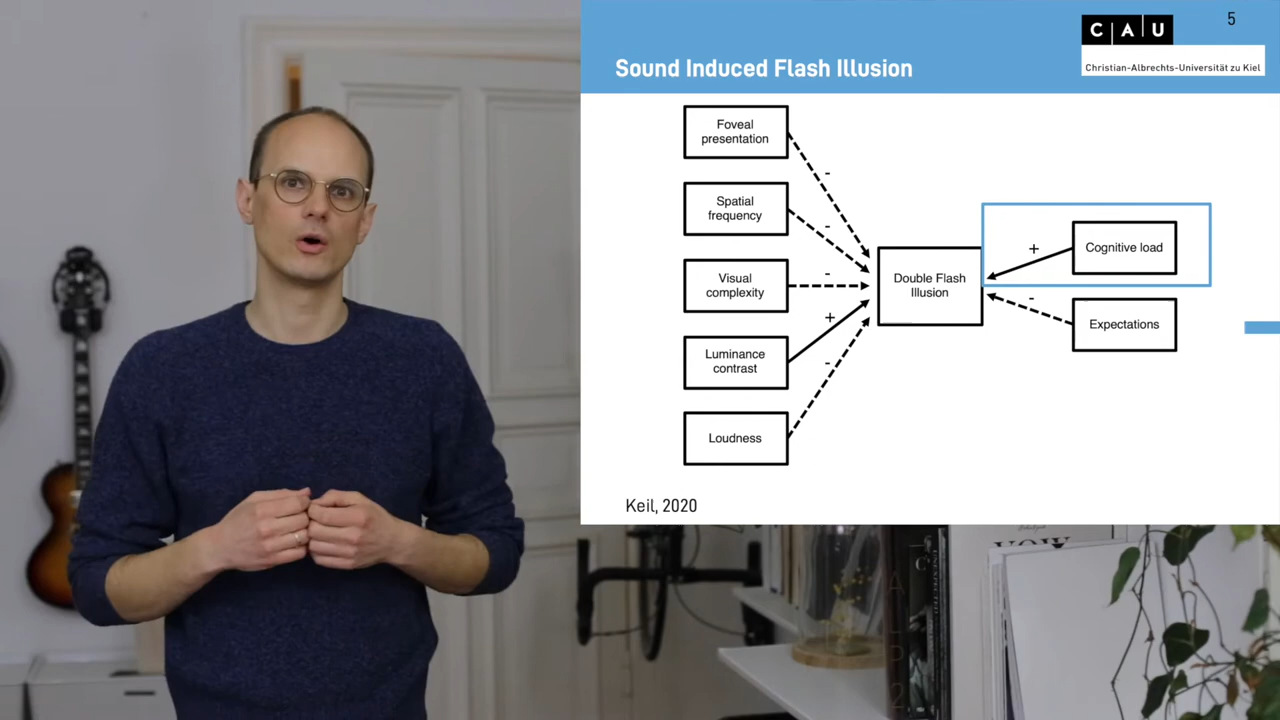 5
CAU
Christian-Albrechts-Universität zu Kiel
Sound Induced Flash Illusion
Foveal
presentation
-
Spatial
frequency
-
Visual
complexity
-
Luminance
contrast
+
Loudness
-
Double Flash
Illusion
+
Cognitive load
-
Expectations
Keil, 2020